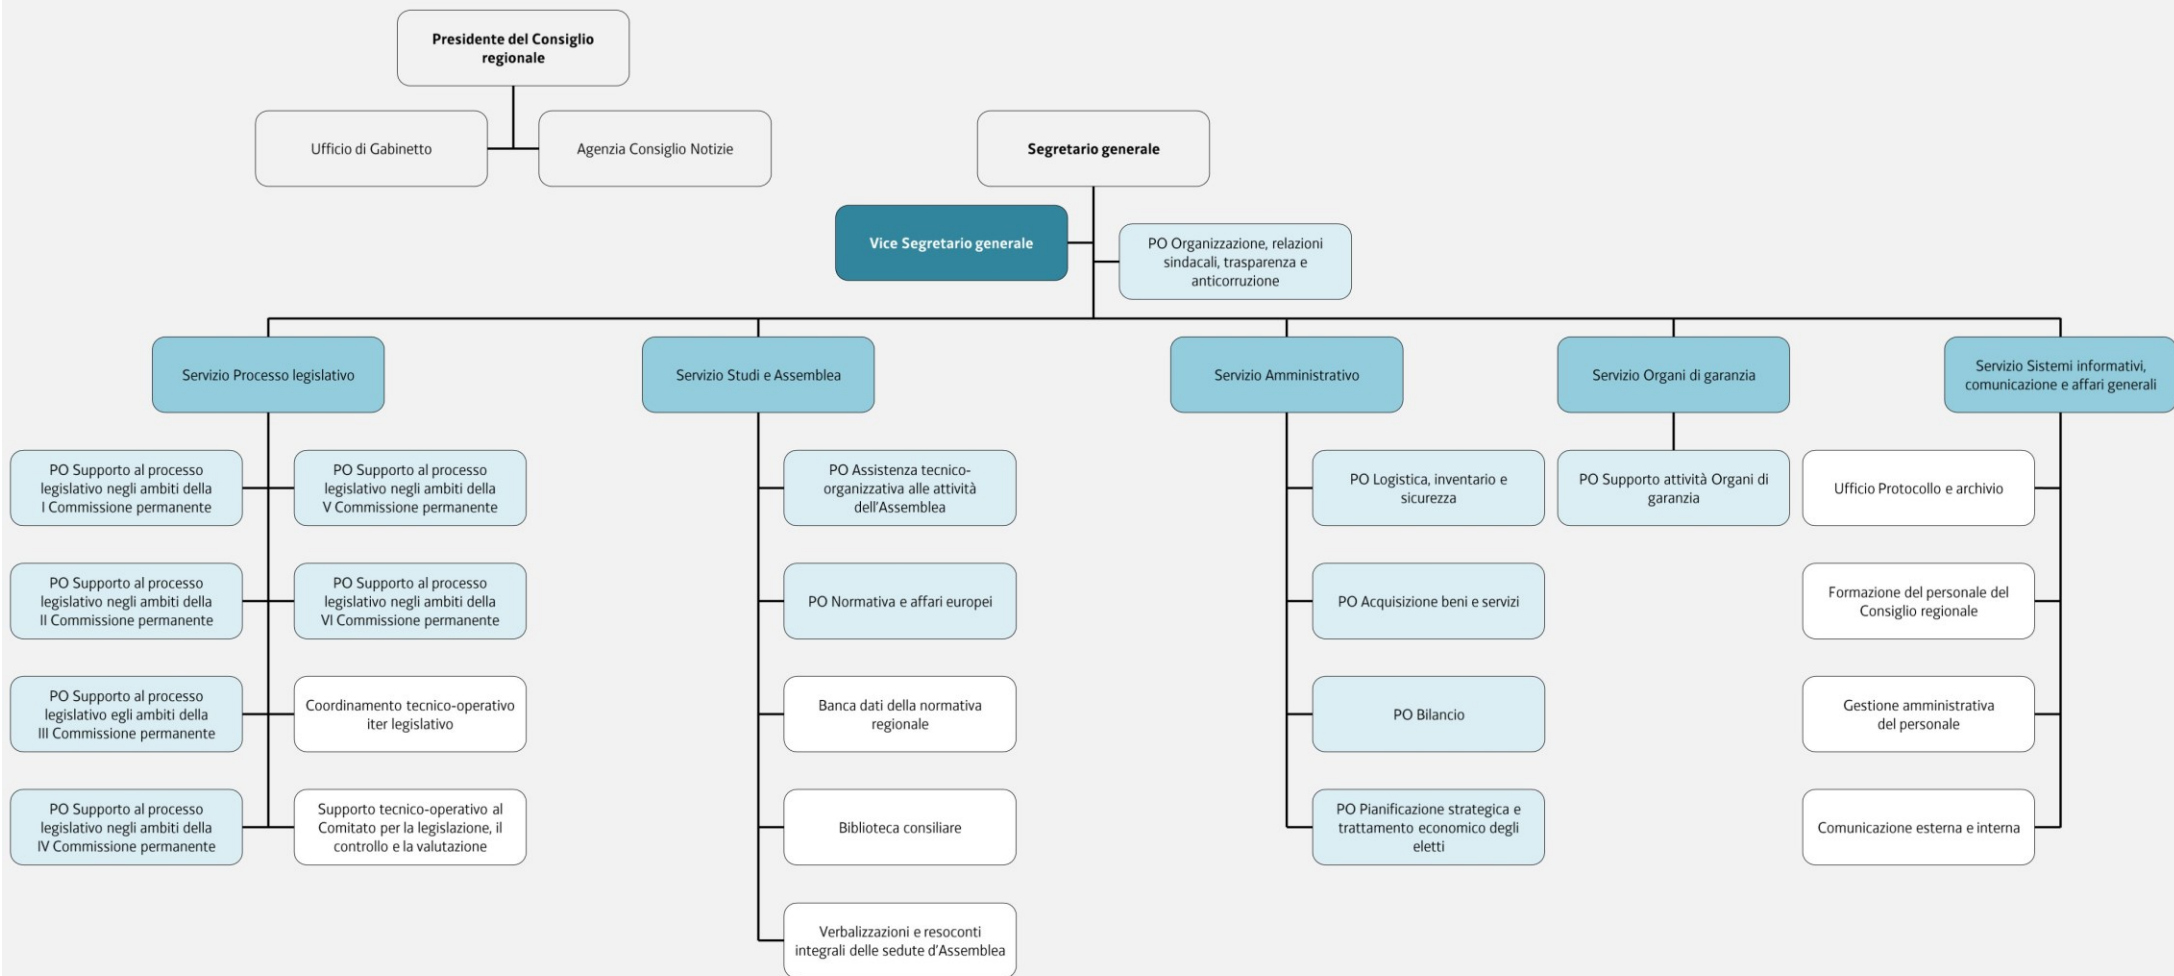 Presidente del Consiglio
regionale
Ufficio di Gabinetto
Agenzia Consiglio Notizie
Segretario generale
Vice Segretario generale
PO Organizzazione, relazioni
sindacali, trasparenza e
anticorruzione
Servizio Processo legislativo
Servizio Studi e Assemblea
Servizio Amministrativo
Servizio Organi di garanzia
Servizio Sistemi informativi,
comunicazione e affari generali
PO Supporto al processo
legislativo negli ambiti della
I Commissione permanente
PO Supporto al processo
legislativo negli ambiti della
V Commissione permanente
PO Supporto al processo
legislativo negli ambiti della
II Commissione permanente
PO Supporto al processo
legislativo negli ambiti della
VI Commissione permanente
PO Supporto al processo
legislativo egli ambiti della
III Commissione permanente
Coordinamento tecnico-operativo
iter legislativo
PO Supporto al processo
legislativo negli ambiti della
IV Commissione permanente
Supporto tecnico-operativo al
Comitato per la legislazione, il
controllo e la valutazione
PO Assistenza tecnico-
organizzativa alle attività
dell'Assemblea
PO Normativa e affari europei
Banca dati della normativa
regionale
Biblioteca consiliare
Verbalizzazioni e resoconti
integrali delle sedute d'Assemblea
PO Logistica, inventario e
sicurezza
PO Acquisizione beni e servizi
PO Bilancio
PO Pianificazione strategica e
trattamento economico degli
eletti
PO Supporto attività Organi di
garanzia
Ufficio Protocollo e archivio
Formazione del personale del
Consiglio regionale
Gestione amministrativa
del personale
Comunicazione esterna e interna